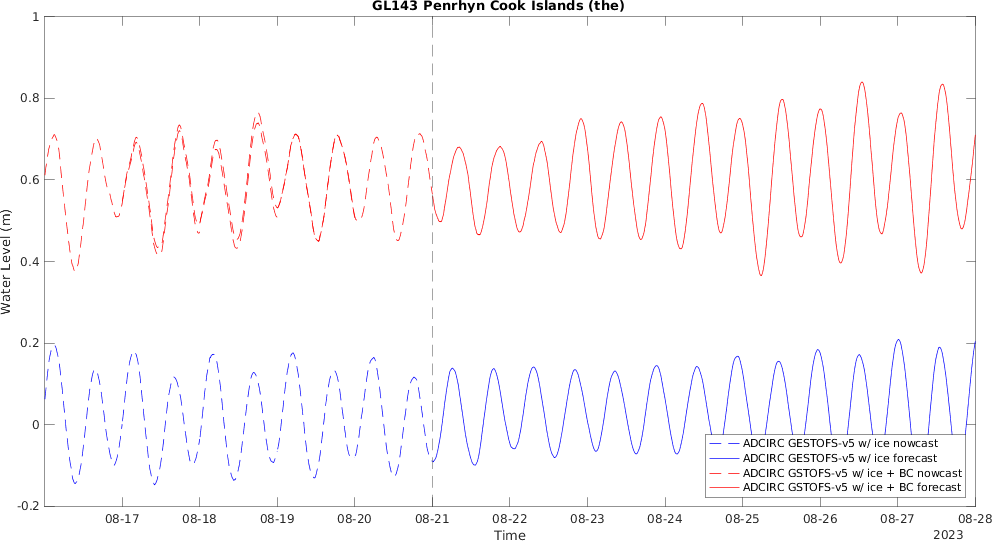 GL143 Penrhyn Cook Islands (the)
Water Level (m)
1
0.8
0.6
0.4
0.2
0
-0.2
ADCIRC GESTOFS-v5 w/ ice nowcast
ADCIRC GESTOFS-v5 w/ ice forecast
ADCIRC GSTOFS-v5 w/ ice + BC nowcast
ADCIRC GSTOFS-v5 w/ ice + BC forecast
08-17 08-18 08-19 08-20 08-21 08-22 08-23 08-24 08-25 08-26 08-27 08-28
Time
2023